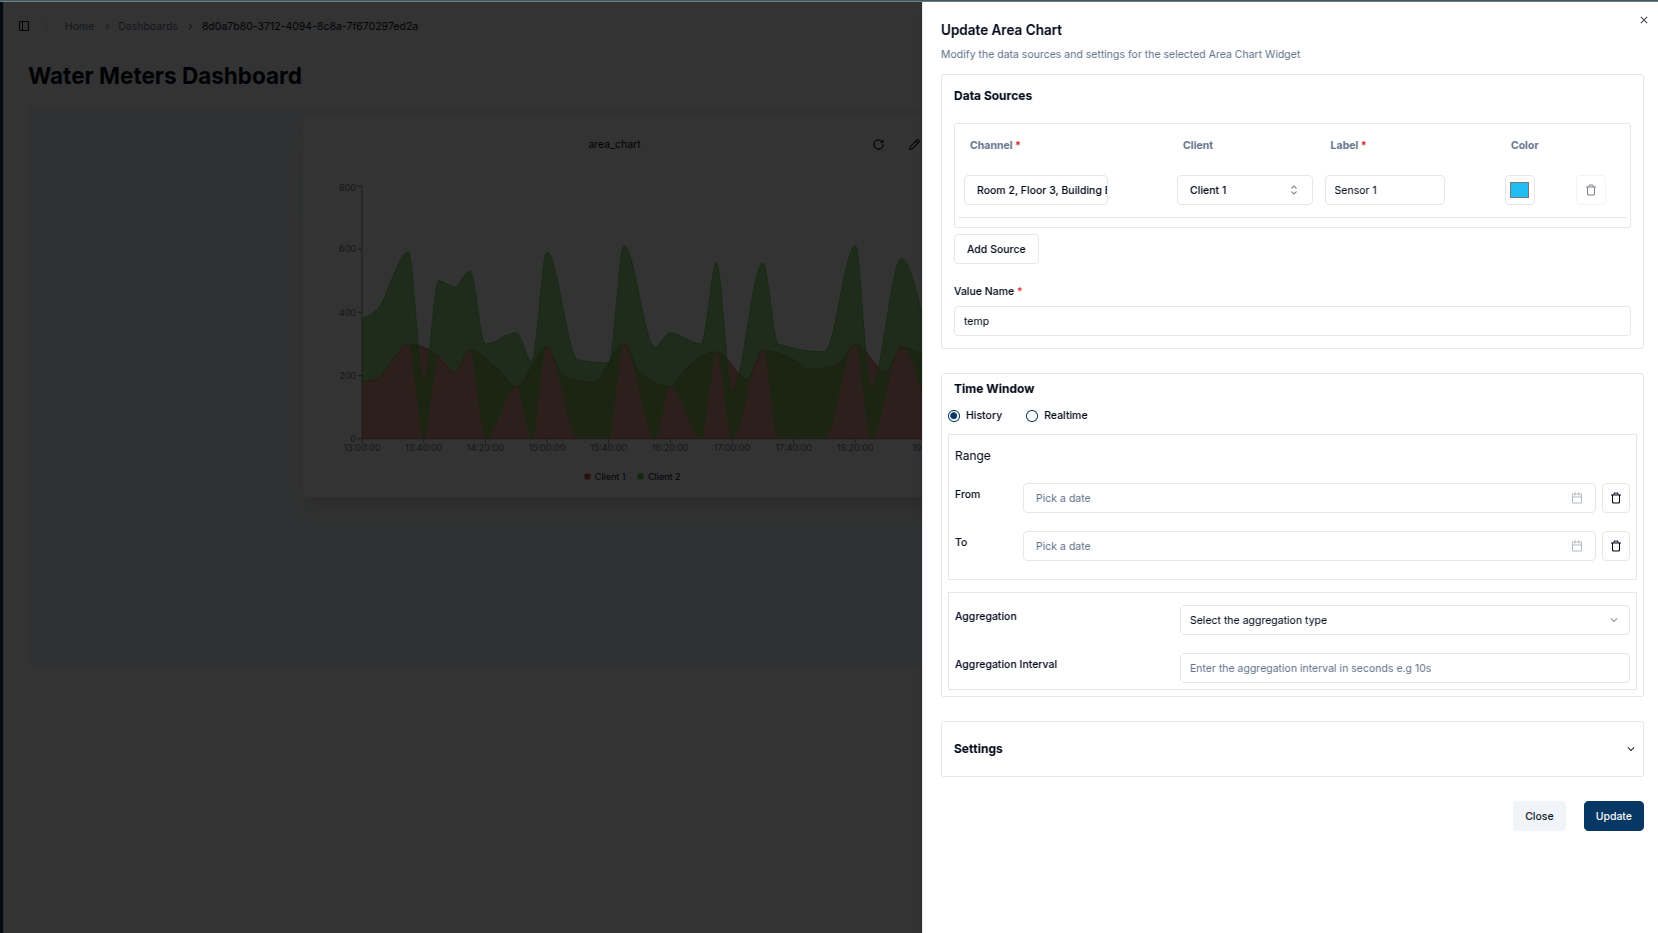 Home > Dashboards > 8d0a7b80-3712-4094-8c8a-7f670297ed2a
Water Meters Dashboard
area_chart
800
600
400
200
0
13:00:00 13:40:00 14:20:00 15:00:00 15:40:00 16:20:00 17:00:00 17:40:00 18:20:00 19
Client 1 Client 2
Update Area Chart
Modify the data sources and settings for the selected Area Chart Widget
Data Sources
Channel * Client Label * Color
Room 2, Floor 3, Building Client 1 Sensor 1
Add Source
Value Name *
temp
Time Window
History Realtime
Range
From Pick a date
To Pick a date
Aggregation Select the aggregation type
Aggregation Interval Enter the aggregation interval in seconds e.g 10s
Settings
Close Update